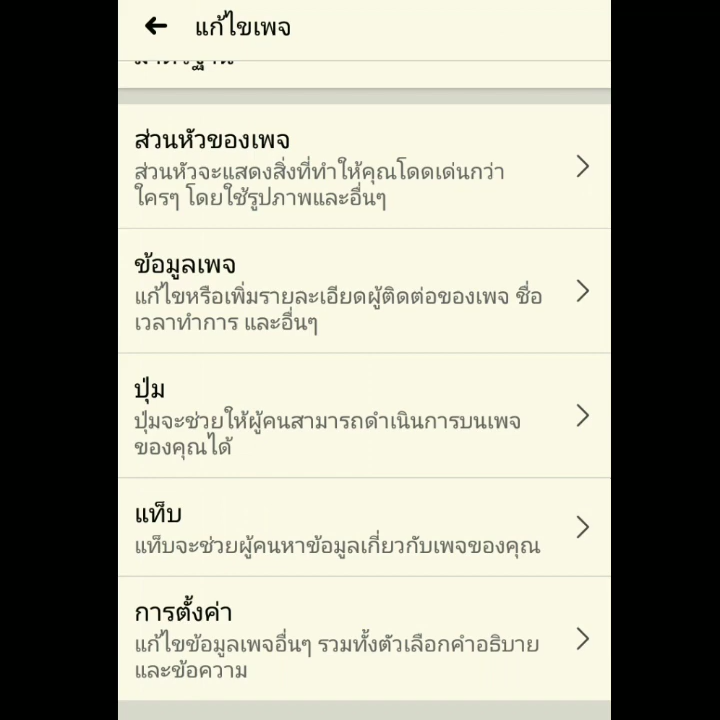 แก้ไขเพจ
มาตรฐาน
ส่วนหัวของเพจ
ส่วนหัวจะแสดงสิ่งที่ทำให้คุณโดดเด่นกว่า
ใครๆ โดยใช้รูปภาพและอื่นๆ
ข้อมูลเพจ
แก้ไขหรือเพิ่มรายละเอียดผู้ติดต่อของเพจ ชื่อ
เวลาทำการ และอื่นๆ
ปุ่ม
ปุ่มจะช่วยให้ผู้คนสามารถดำเนินการบนเพจ
ของคุณได้
แท็บ
แท็บจะช่วยผู้คนหาข้อมูลเกี่ยวกับเพจของคุณ
การตั้งค่า
แก้ไขข้อมูลเพจอื่นๆ รวมทั้งตัวเลือกคำอธิบาย
และข้อความ